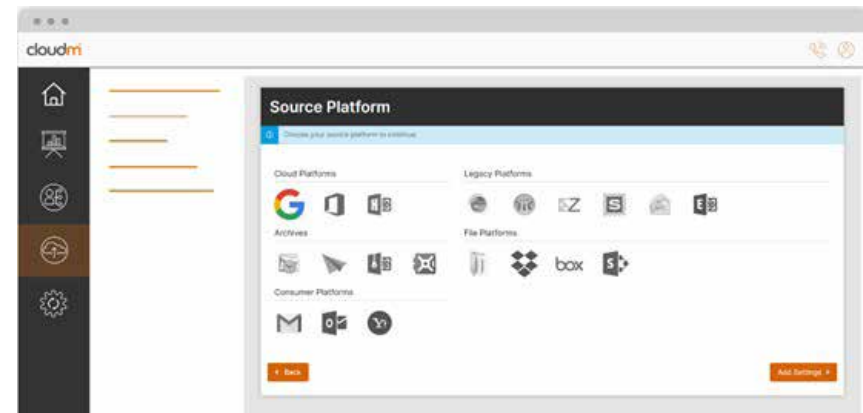 cloudm
Source Platform
Choose your source platform to continue
Cloud Platforms
Legacy Platforms
Archives
File Platforms
box
Consumer Platforms
Back
Add Settings